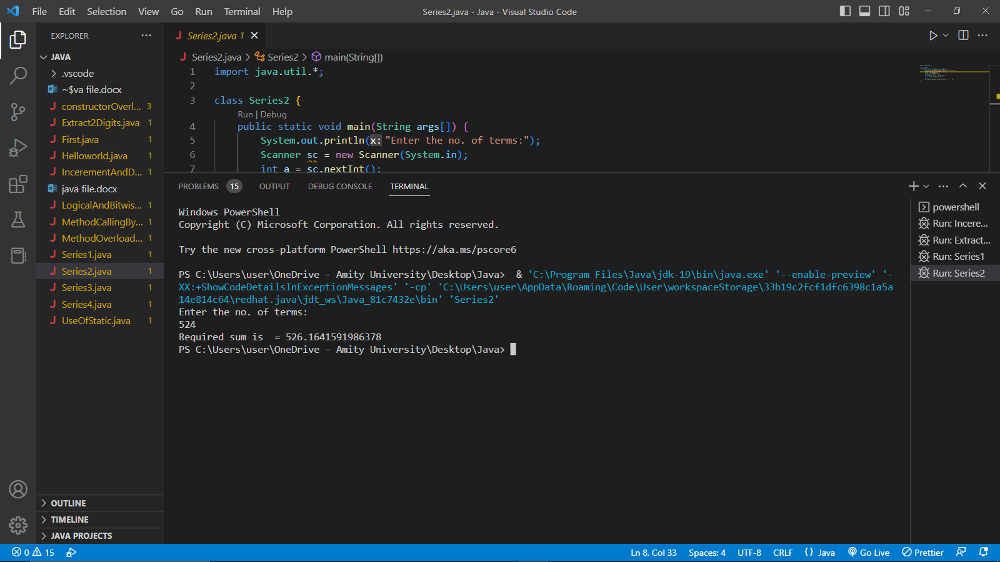 File Edit Selection View Go Run Terminal Help
Series2.java - Java - Visual Studio Code
EXPLORER
JAVA
.vscode
~$va file.docx
constructorOverl... 3
Extract2Digits.java 1
First.java 1
Helloworld.java 1
IncerementAndD... 1
java file.docx
LogicalAndBitwis... 1
MethodCallingBy... 1
MethodOverload... 1
Series1.java 1
Series2.java 1
Series3.java 1
Series4.java 1
UseOfStatic.java 1
OUTLINE
TIMELINE
JAVA PROJECTS
Series2.java 1
Series2.java > Series2 > main(String[])
1 import java.util.*;
2
3 class Series2 {
Run | Debug
4 public static void main(String args[]) {
5 System.out.println(x: "Enter the no. of terms:");
6 Scanner sc = new Scanner(System.in);
7 int a = sc.nextInt();
PROBLEMS 15 OUTPUT DEBUG CONSOLE TERMINAL
Windows PowerShell
Copyright (C) Microsoft Corporation. All rights reserved.
Try the new cross-platform PowerShell https://aka.ms/pscore6
PS C:\Users\user\OneDrive - Amity University\Desktop\Java>  & 'C:\Program Files\Java\jdk-19\bin\java.exe' '--enable-preview' '-
XX:+ShowCodeDetailsInExceptionMessages' '-cp' 'C:\Users\user\AppData\Roaming\Code\User\workspaceStorage\33b19c2fcf1dfc6398c1a5a
14e814c64\redhat.java\jdt_ws\Java_81c7432e\bin' 'Series2'
Enter the no. of terms:
524
Required sum is  = 526.1641591986378
PS C:\Users\user\OneDrive - Amity University\Desktop\Java>
powershell
Run: Incere...
Run: Extract...
Run: Series1
Run: Series2
0 15
Ln 8, Col 33 Spaces: 4 UTF-8 CRLF {} Java Go Live Prettier